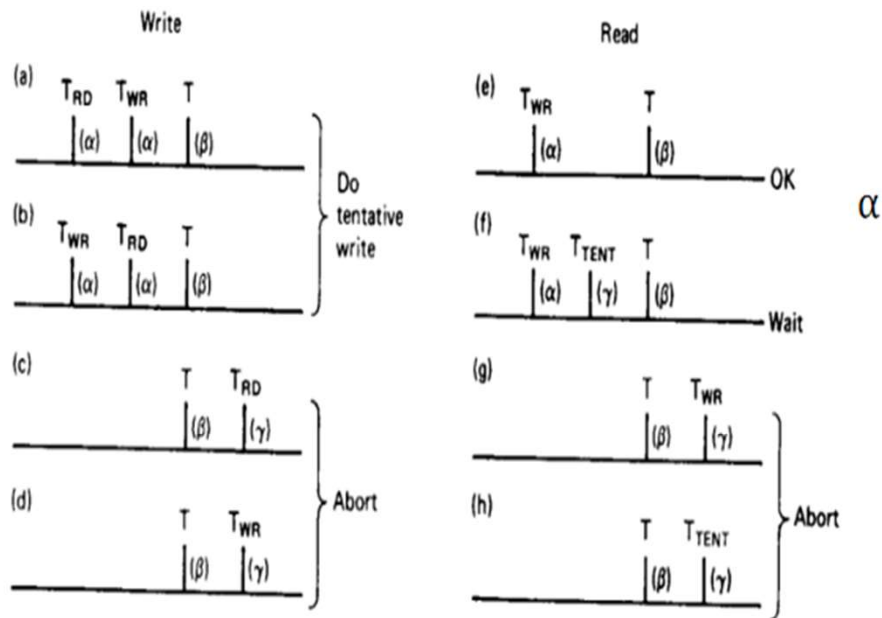 Write
(a)
T_RD T_WR T
(α) (α) (β)
(b)
T_WR T_RD T
(α) (α) (β)
Do
tentative
write
(c)
T T_RD
(β) (γ)
(d)
T T_WR
(β) (γ)
Abort
Read
(e)
T_WR T
(α) (β)
OK
(f)
T_WR T_TENT T
(α) (γ) (β)
Wait
(g)
T T_WR
(β) (γ)
(h)
T T_TENT
(β) (γ)
Abort
α